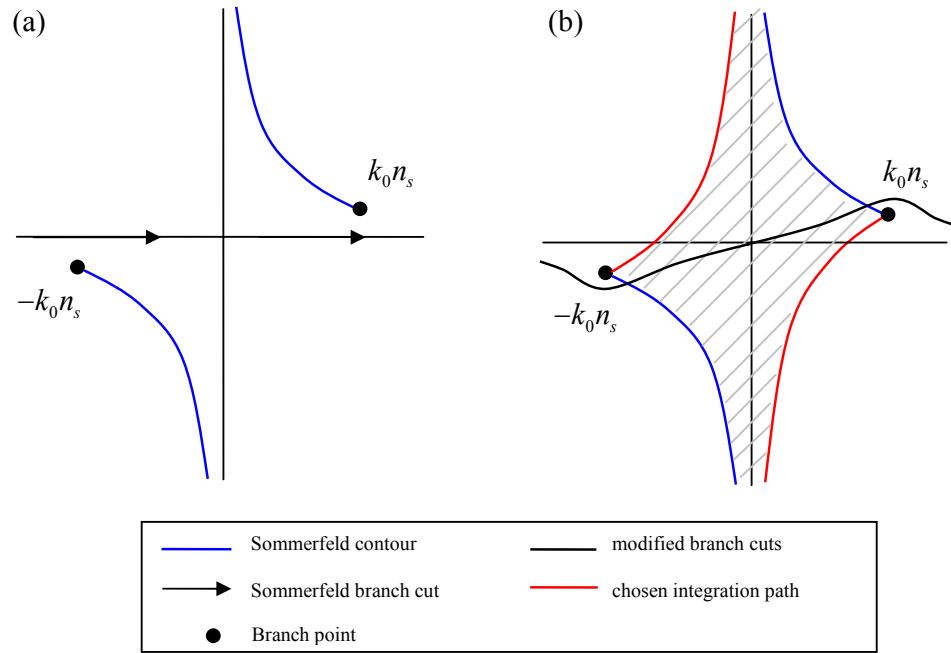 (a)
(b)
k₀nₛ
k₀nₛ
−k₀nₛ
−k₀nₛ
Sommerfeld contour
modified branch cuts
Sommerfeld branch cut
chosen integration path
Branch point